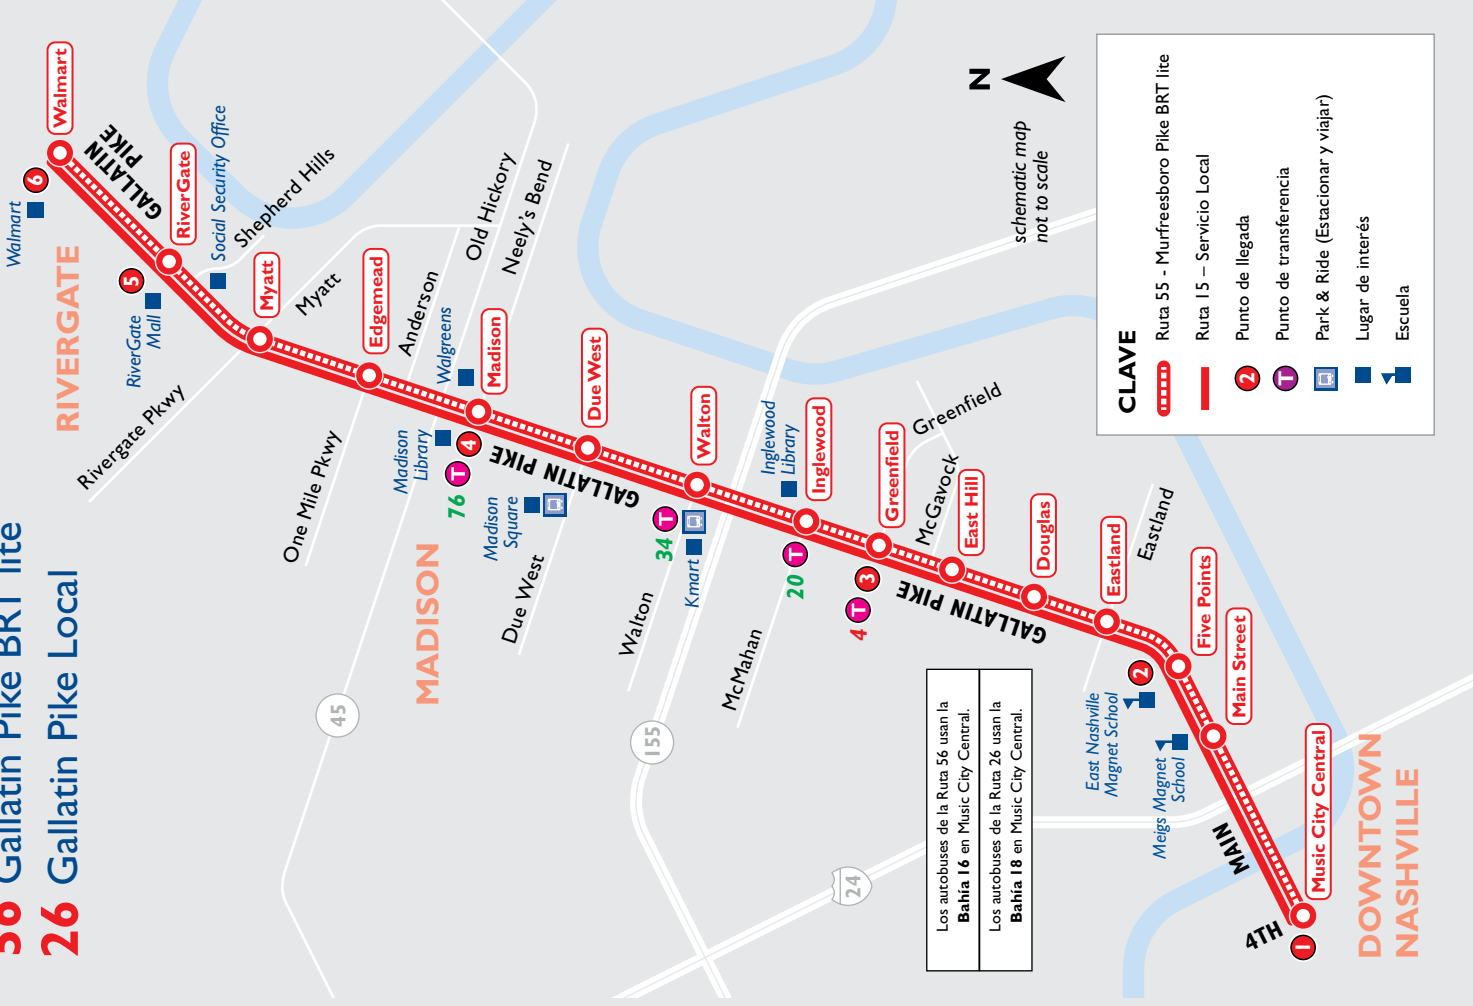 56 Gallatin Pike BRT lite
26 Gallatin Pike Local
RIVERGATE
MADISON
DOWNTOWN
NASHVILLE
Walmart
6
Walmart
GALLATIN
PIKE
RiverGate
5
RiverGate
Mall
Social Security Office
Shepherd Hills
Myatt
Myatt
Rivergate Pkwy
Edgemead
Anderson
Old Hickory
Neely's Bend
One Mile Pkwy
Walgreens
Madison
Madison
Library
4
T
76
GALLATIN PIKE
Due West
Madison
Square
Due West
Walton
T
34
Kmart
Walton
45
155
24
Inglewood
Library
Inglewood
T
20
McMahan
Greenfield
Greenfield
3
T
4
McGavock
East Hill
GALLATIN PIKE
Douglas
Eastland
Eastland
Five Points
2
East Nashville
Magnet School
Main Street
Meigs Magnet
School
MAIN
Music City Central
4TH
1
Los autobuses de la Ruta 56 usan la
Bahía 16 en Music City Central.
Los autobuses de la Ruta 26 usan la
Bahía 18 en Music City Central.
N
schematic map
not to scale
CLAVE
Ruta 55 - Murfreesboro Pike BRT lite
Ruta 15 – Servicio Local
2 Punto de llegada
T Punto de transferencia
Park & Ride (Estacionar y viajar)
Lugar de interés
Escuela